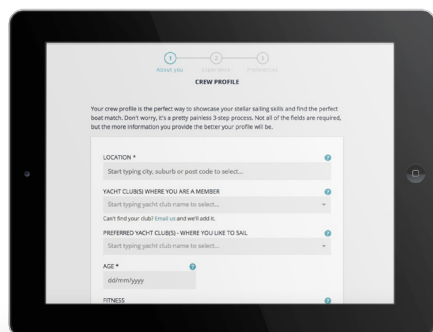 1 2 3
About you Experience Preferences
CREW PROFILE
Your crew profile is the perfect way to showcase your stellar sailing skills and find the perfect
boat match. Don't worry, it's a pretty painless 3-step process. Not all of the fields are required,
but the more information you provide the better your profile will be.
LOCATION * ?
Start typing city, suburb or post code to select...
YACHT CLUB(S) WHERE YOU ARE A MEMBER ?
Start typing yacht club name to select...
Can't find your club? Email us and we'll add it.
PREFERRED YACHT CLUB(S) - WHERE YOU LIKE TO SAIL ?
Start typing yacht club name to select...
AGE * ?
dd/mm/yyyy
FITNESS ?